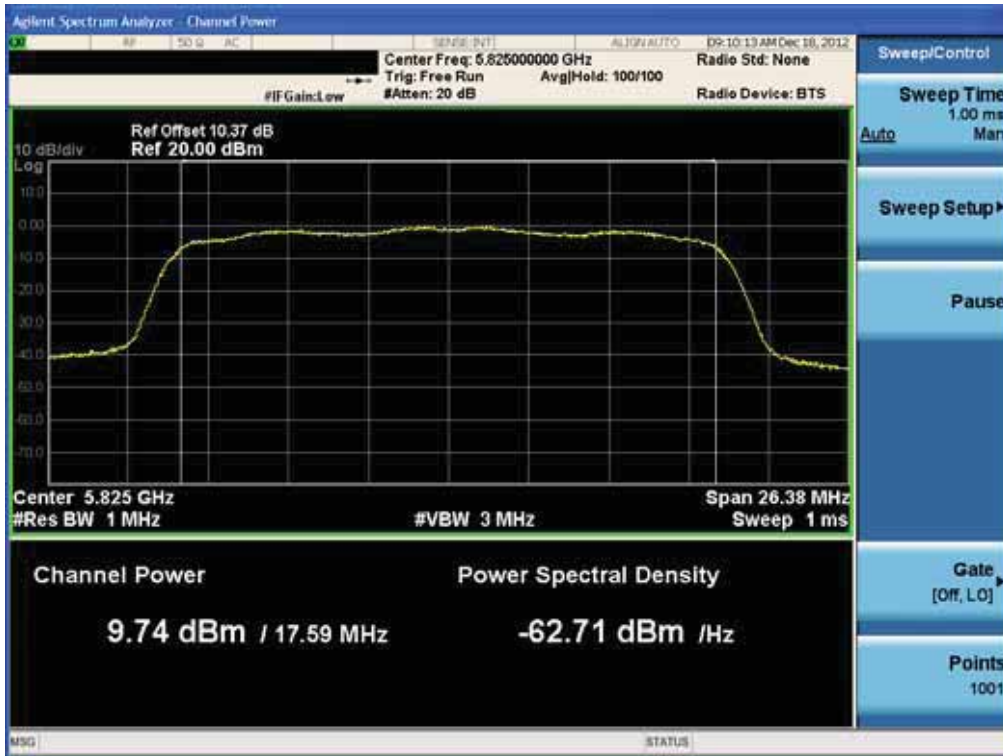 Agilent Spectrum Analyzer - Channel Power
RF 50 Ω AC SENSE:INT ALIGN AUTO 09:10:13 AM Dec 18, 2012
Center Freq: 5.825000000 GHz Radio Std: None
Trig: Free Run Avg|Hold: 100/100
#IFGain:Low #Atten: 20 dB Radio Device: BTS
Ref Offset 10.37 dB
10 dB/div Ref 20.00 dBm
Log
10.0
0.00
-10.0
-20.0
-30.0
-40.0
-50.0
-60.0
-70.0
Center 5.825 GHz Span 26.38 MHz
#Res BW 1 MHz #VBW 3 MHz Sweep 1 ms
Channel Power Power Spectral Density
9.74 dBm / 17.59 MHz -62.71 dBm /Hz
MSG STATUS
Sweep/Control
Sweep Time
1.00 ms
Auto Man
Sweep Setup
Pause
Gate
[Off, LO]
Points
1001